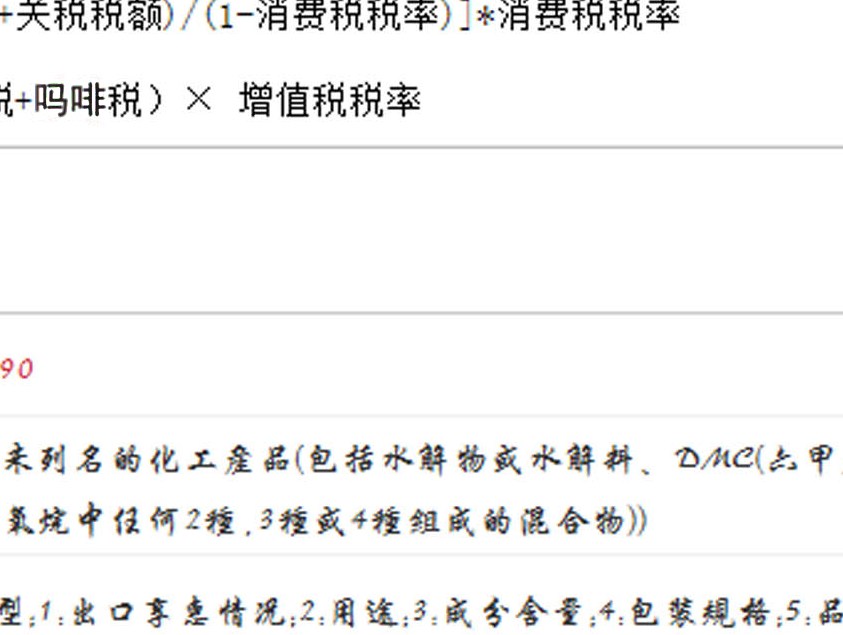 +关税税额)/(1-消费税税率)]*消费税税率
税+吗啡税）× 增值税税率
90
未列名的化工產品(包括水解物或水解料、DMC(六甲
氧烷中任何2種,3種或4種组成的混合物))
型;1:出口享惠情况;2:用途;3:成分含量;4:包裝規格;5:品